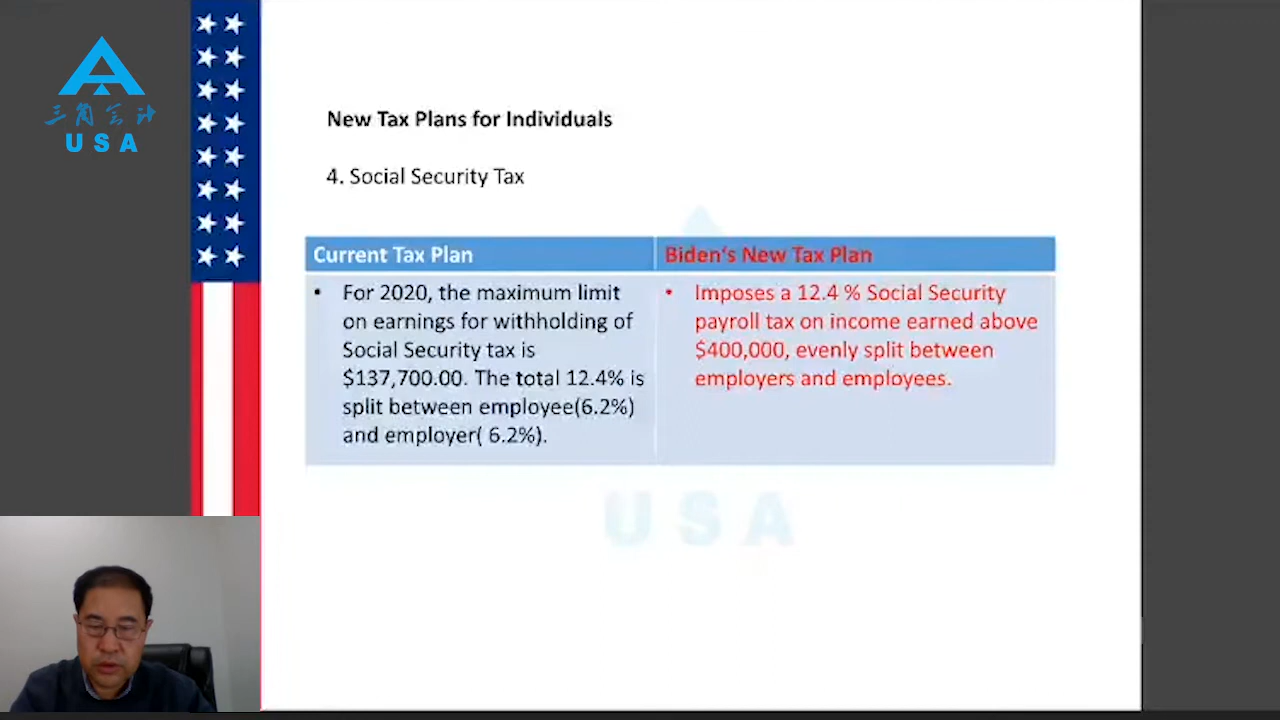 三角会计
USA
New Tax Plans for Individuals
4. Social Security Tax
Current Tax Plan
• For 2020, the maximum limit
on earnings for withholding of
Social Security tax is
$137,700.00. The total 12.4% is
split between employee(6.2%)
and employer( 6.2%).
Biden's New Tax Plan
• Imposes a 12.4 % Social Security
payroll tax on income earned above
$400,000, evenly split between
employers and employees.
USA